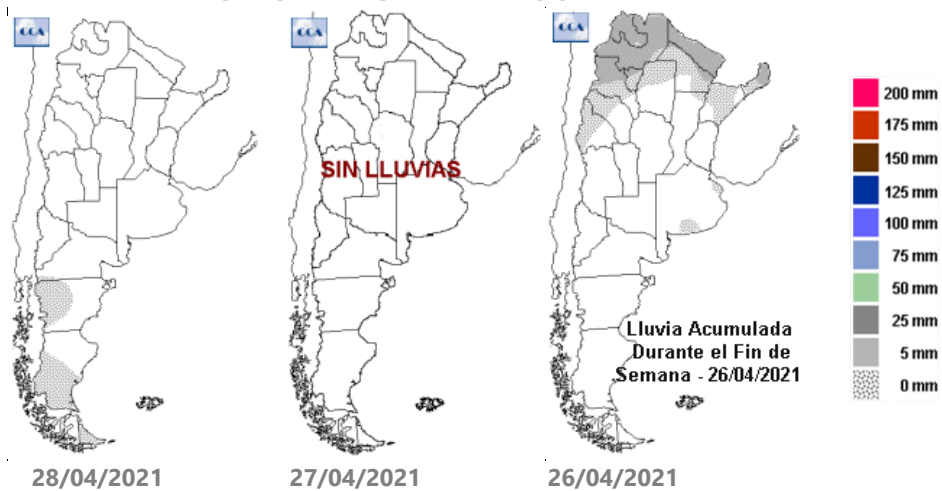 CCA
CCA
CCA
SIN LLUVIAS
Lluvia Acumulada
Durante el Fin de
Semana - 26/04/2021
200 mm
175 mm
150 mm
125 mm
100 mm
75 mm
50 mm
25 mm
5 mm
0 mm
28/04/2021
27/04/2021
26/04/2021